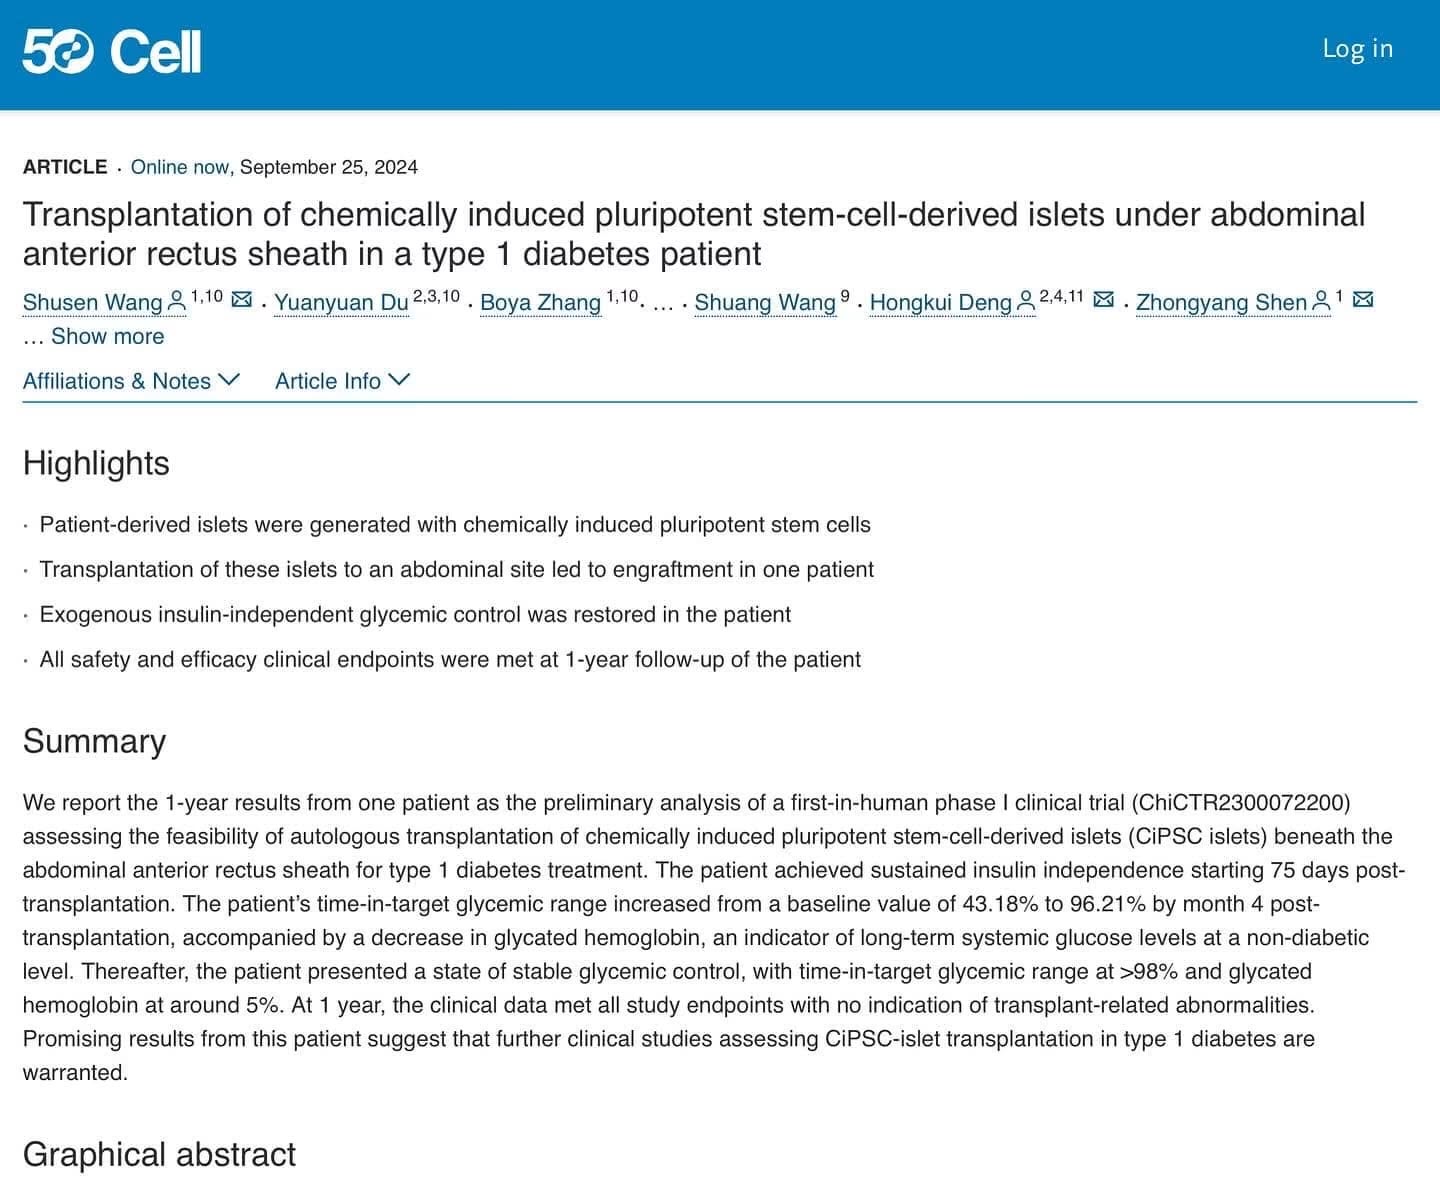 50 Cell
Log in
ARTICLE · Online now, September 25, 2024
Transplantation of chemically induced pluripotent stem-cell-derived islets under abdominal
anterior rectus sheath in a type 1 diabetes patient
Shusen Wang 1,10 · Yuanyuan Du 2,3,10 · Boya Zhang 1,10. ... · Shuang Wang 9 · Hongkui Deng 2,4,11 · Zhongyang Shen 1
... Show more
Affiliations & Notes
Article Info
Highlights
· Patient-derived islets were generated with chemically induced pluripotent stem cells
· Transplantation of these islets to an abdominal site led to engraftment in one patient
· Exogenous insulin-independent glycemic control was restored in the patient
· All safety and efficacy clinical endpoints were met at 1-year follow-up of the patient
Summary
We report the 1-year results from one patient as the preliminary analysis of a first-in-human phase I clinical trial (ChiCTR2300072200)
assessing the feasibility of autologous transplantation of chemically induced pluripotent stem-cell-derived islets (CiPSC islets) beneath the
abdominal anterior rectus sheath for type 1 diabetes treatment. The patient achieved sustained insulin independence starting 75 days post-
transplantation. The patient's time-in-target glycemic range increased from a baseline value of 43.18% to 96.21% by month 4 post-
transplantation, accompanied by a decrease in glycated hemoglobin, an indicator of long-term systemic glucose levels at a non-diabetic
level. Thereafter, the patient presented a state of stable glycemic control, with time-in-target glycemic range at >98% and glycated
hemoglobin at around 5%. At 1 year, the clinical data met all study endpoints with no indication of transplant-related abnormalities.
Promising results from this patient suggest that further clinical studies assessing CiPSC-islet transplantation in type 1 diabetes are
warranted.
Graphical abstract